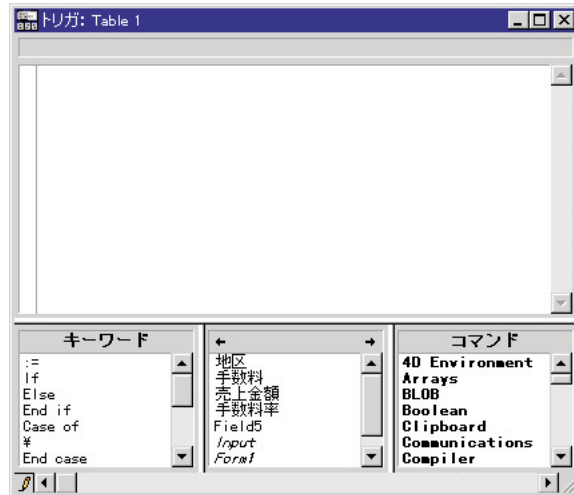 トリガ: Table 1
キーワード
:=
If
Else
End if
Case of
¥
End case
← →
地区
手数料
売上金額
手数料率
Field5
Input
Form1
コマンド
4D Environment
Arrays
BLOB
Boolean
Clipboard
Communications
Compiler